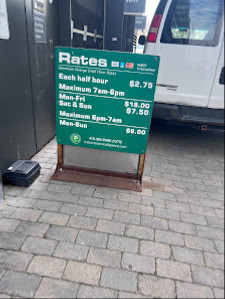 Rates
Each half hour $2.75
Maximum 7am-6pm
Mon-Fri $18.00
Sat & Sun $7.50
Maximum 6pm-7am
Mon-Sun $6.00
P